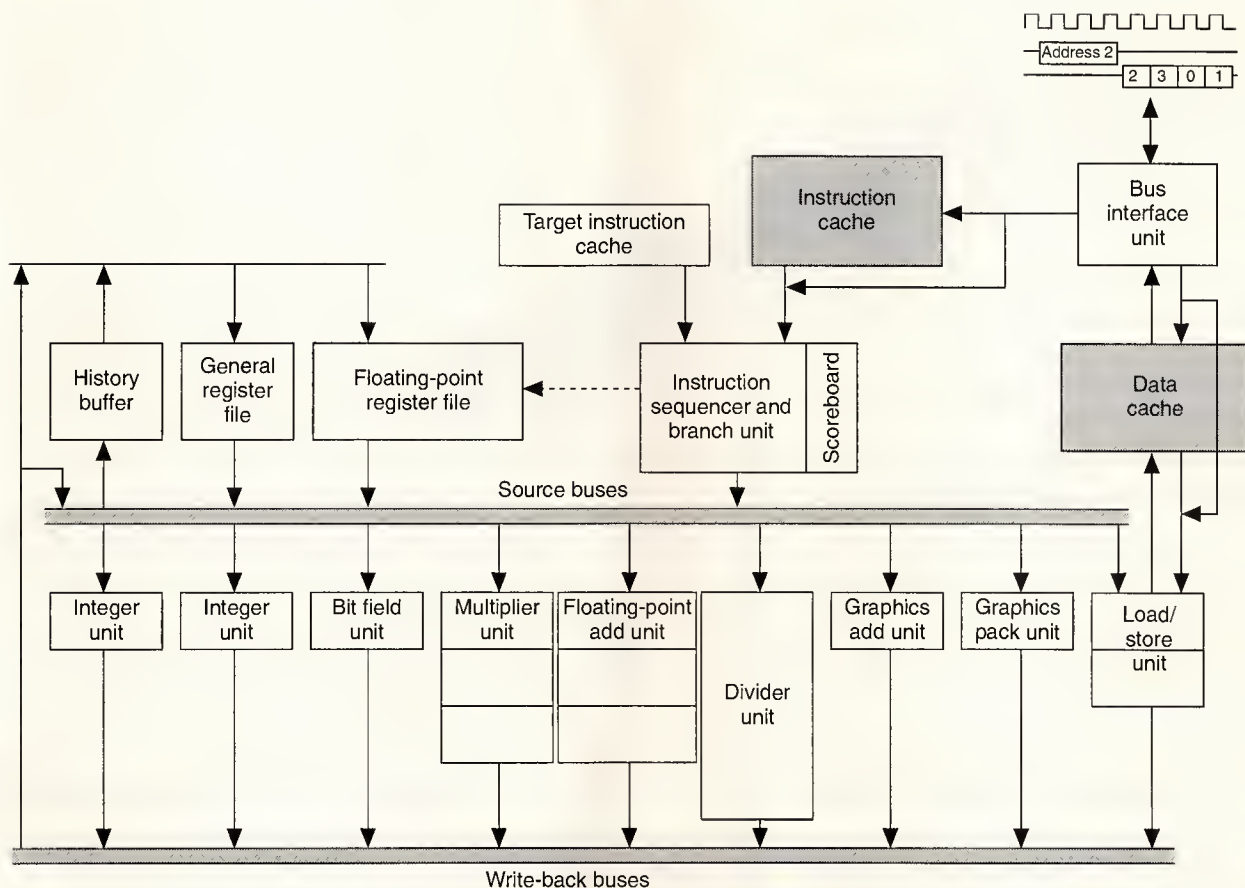 Address 2
2 3 0 1
Bus
interface
unit
Instruction
cache
Target instruction
cache
History
buffer
General
register
file
Floating-point
register file
Instruction
sequencer and
branch unit
Scoreboard
Data
cache
Source buses
Integer
unit
Integer
unit
Bit field
unit
Multiplier
unit
Floating-point
add unit
Divider
unit
Graphics
add unit
Graphics
pack unit
Load/
store
unit
Write-back buses